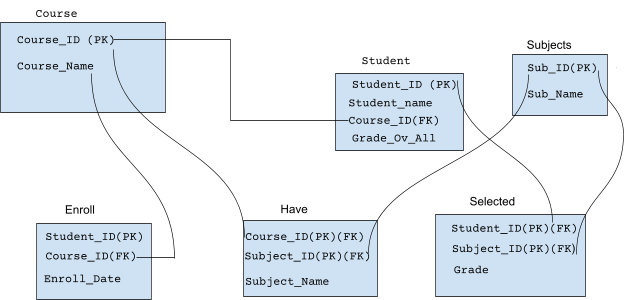 Course
Course_ID (PK)
Course_Name
Student
Student_ID (PK)
Student_name
Course_ID(FK)
Grade_Ov_All
Subjects
Sub_ID(PK)
Sub_Name
Enroll
Student_ID(PK)
Course_ID(FK)
Enroll_Date
Have
Course_ID(PK)(FK)
Subject_ID(PK)(FK)
Subject_Name
Selected
Student_ID(PK)(FK)
Subject_ID(PK)(FK)
Grade